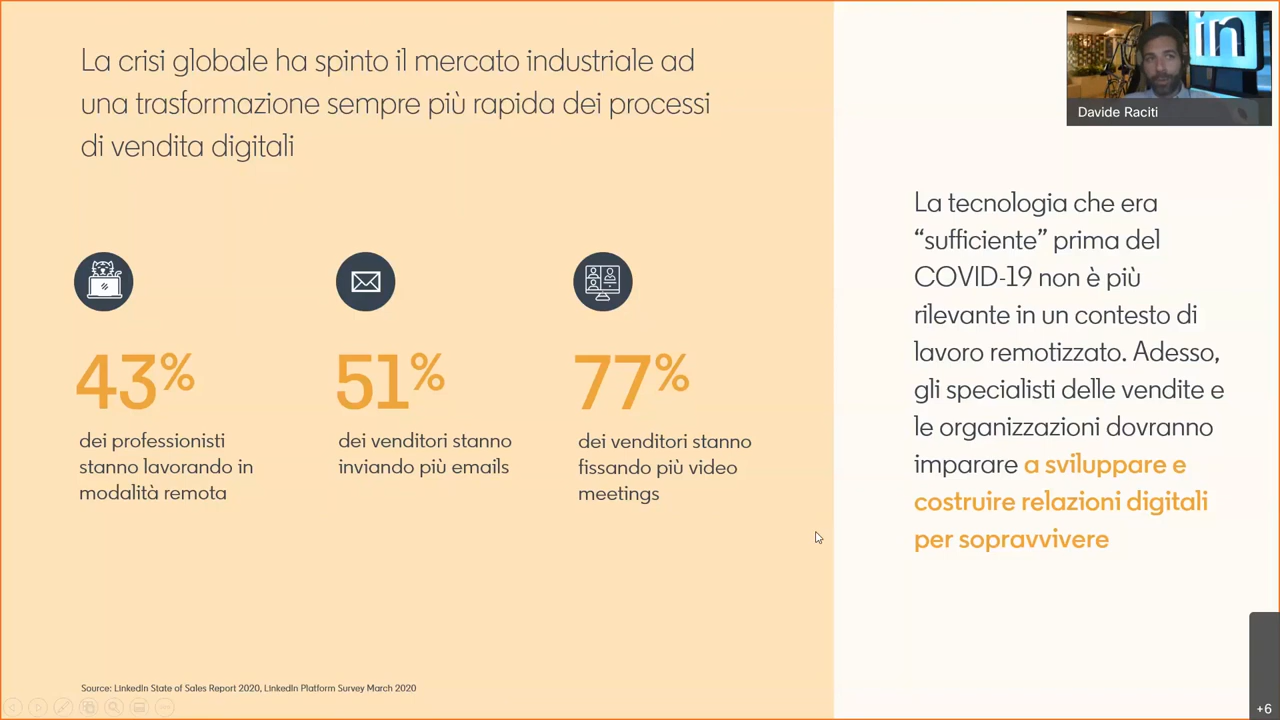 La crisi globale ha spinto il mercato industriale ad
una trasformazione sempre più rapida dei processi
di vendita digitali
43%
dei professionisti
stanno lavorando in
modalità remota
51%
dei venditori stanno
inviando più emails
77%
dei venditori stanno
fissando più video
meetings
Source: LinkedIn State of Sales Report 2020, LinkedIn Platform Survey March 2020
in
Davide Raciti
La tecnologia che era
“sufficiente” prima del
COVID-19 non è più
rilevante in un contesto di
lavoro remotizzato. Adesso,
gli specialisti delle vendite e
le organizzazioni dovranno
imparare a sviluppare e
costruire relazioni digitali
per sopravvivere
+6